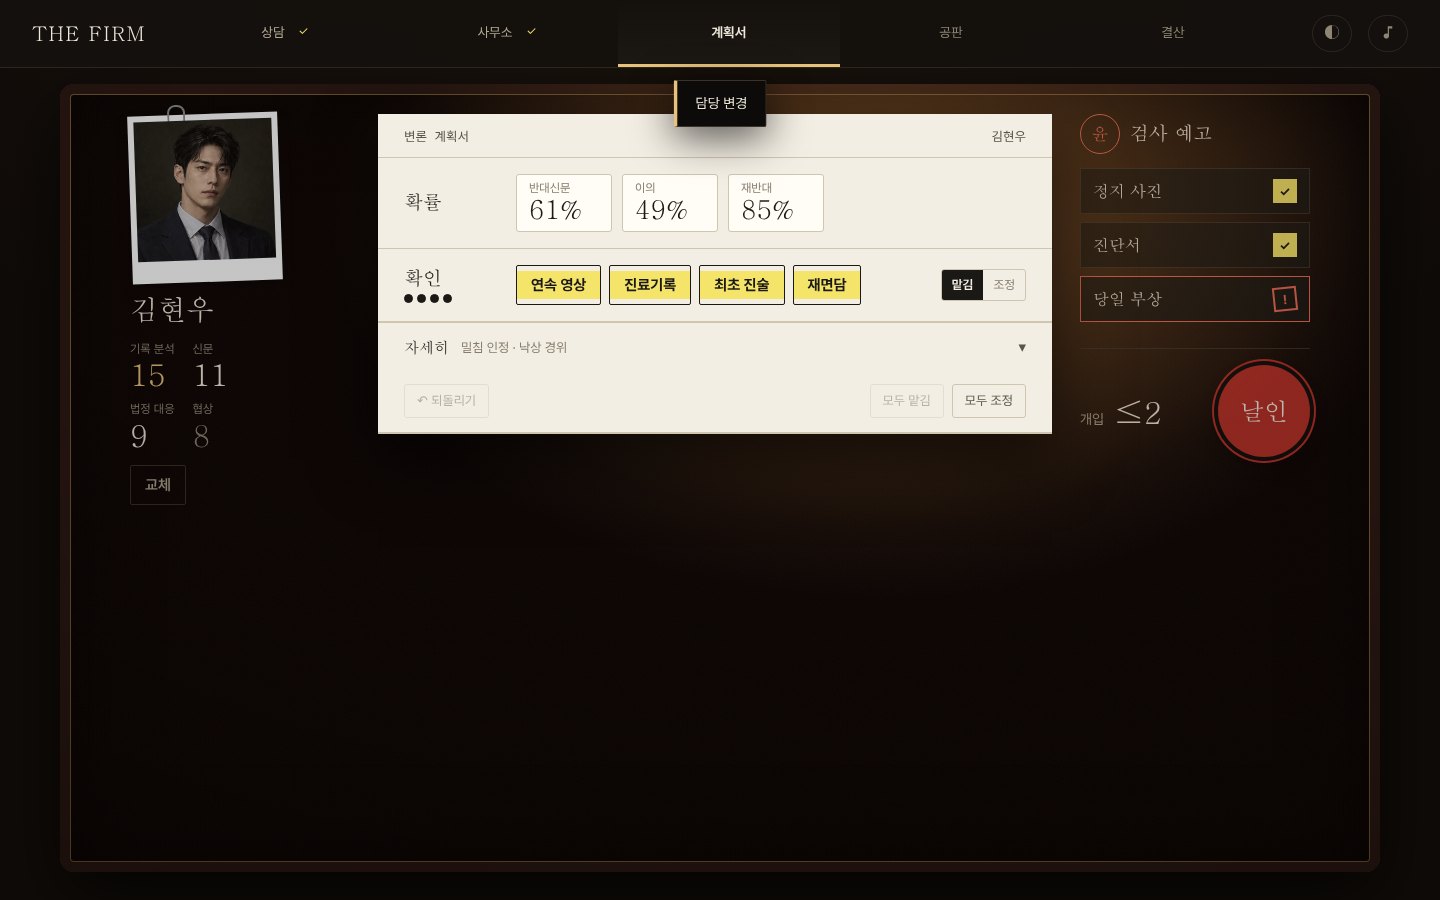 THE FIRM
상담 ✓
사무소 ✓
계획서
공판
결산
담당 변경
김현우
기록 분석 신문
15 11
법정 대응 협상
9 8
교체
변론 계획서 김현우
확률
반대신문 이의 재반대
61% 49% 85%
확인
연속 영상 진료기록 최초 진술 재면담
맡김 조정
자세히 밀침 인정 · 낙상 경위 ▼
↶ 되돌리기 모두 맡김 모두 조정
윤 검사 예고
정지 사진 ✓
진단서 ✓
당일 부상 !
개입 ≤2
날인